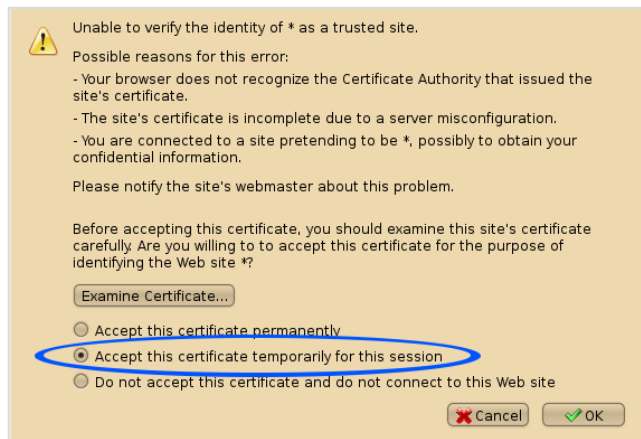 Unable to verify the identity of * as a trusted site.
Possible reasons for this error:
- Your browser does not recognize the Certificate Authority that issued the
site's certificate.
- The site's certificate is incomplete due to a server misconfiguration.
- You are connected to a site pretending to be *, possibly to obtain your
confidential information.
Please notify the site's webmaster about this problem.
Before accepting this certificate, you should examine this site's certificate
carefully. Are you willing to to accept this certificate for the purpose of
identifying the Web site *?
Examine Certificate...
Accept this certificate permanently
Accept this certificate temporarily for this session
Do not accept this certificate and do not connect to this Web site
Cancel OK